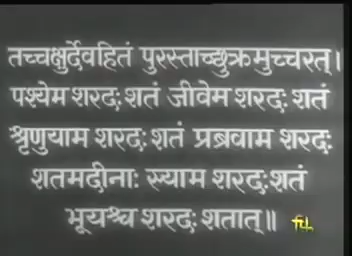 तच्चक्षुर्देवहितं पुरस्ताच्छुक्रमुच्चरत्।
पश्येम शरदः शतं जीवेम शरदः शतं
श्रृणुयाम शरदः शतं प्रब्रवाम शरदः
शतमदीनाः स्याम शरदः शतं
भूयश्च शरदः शतात्॥